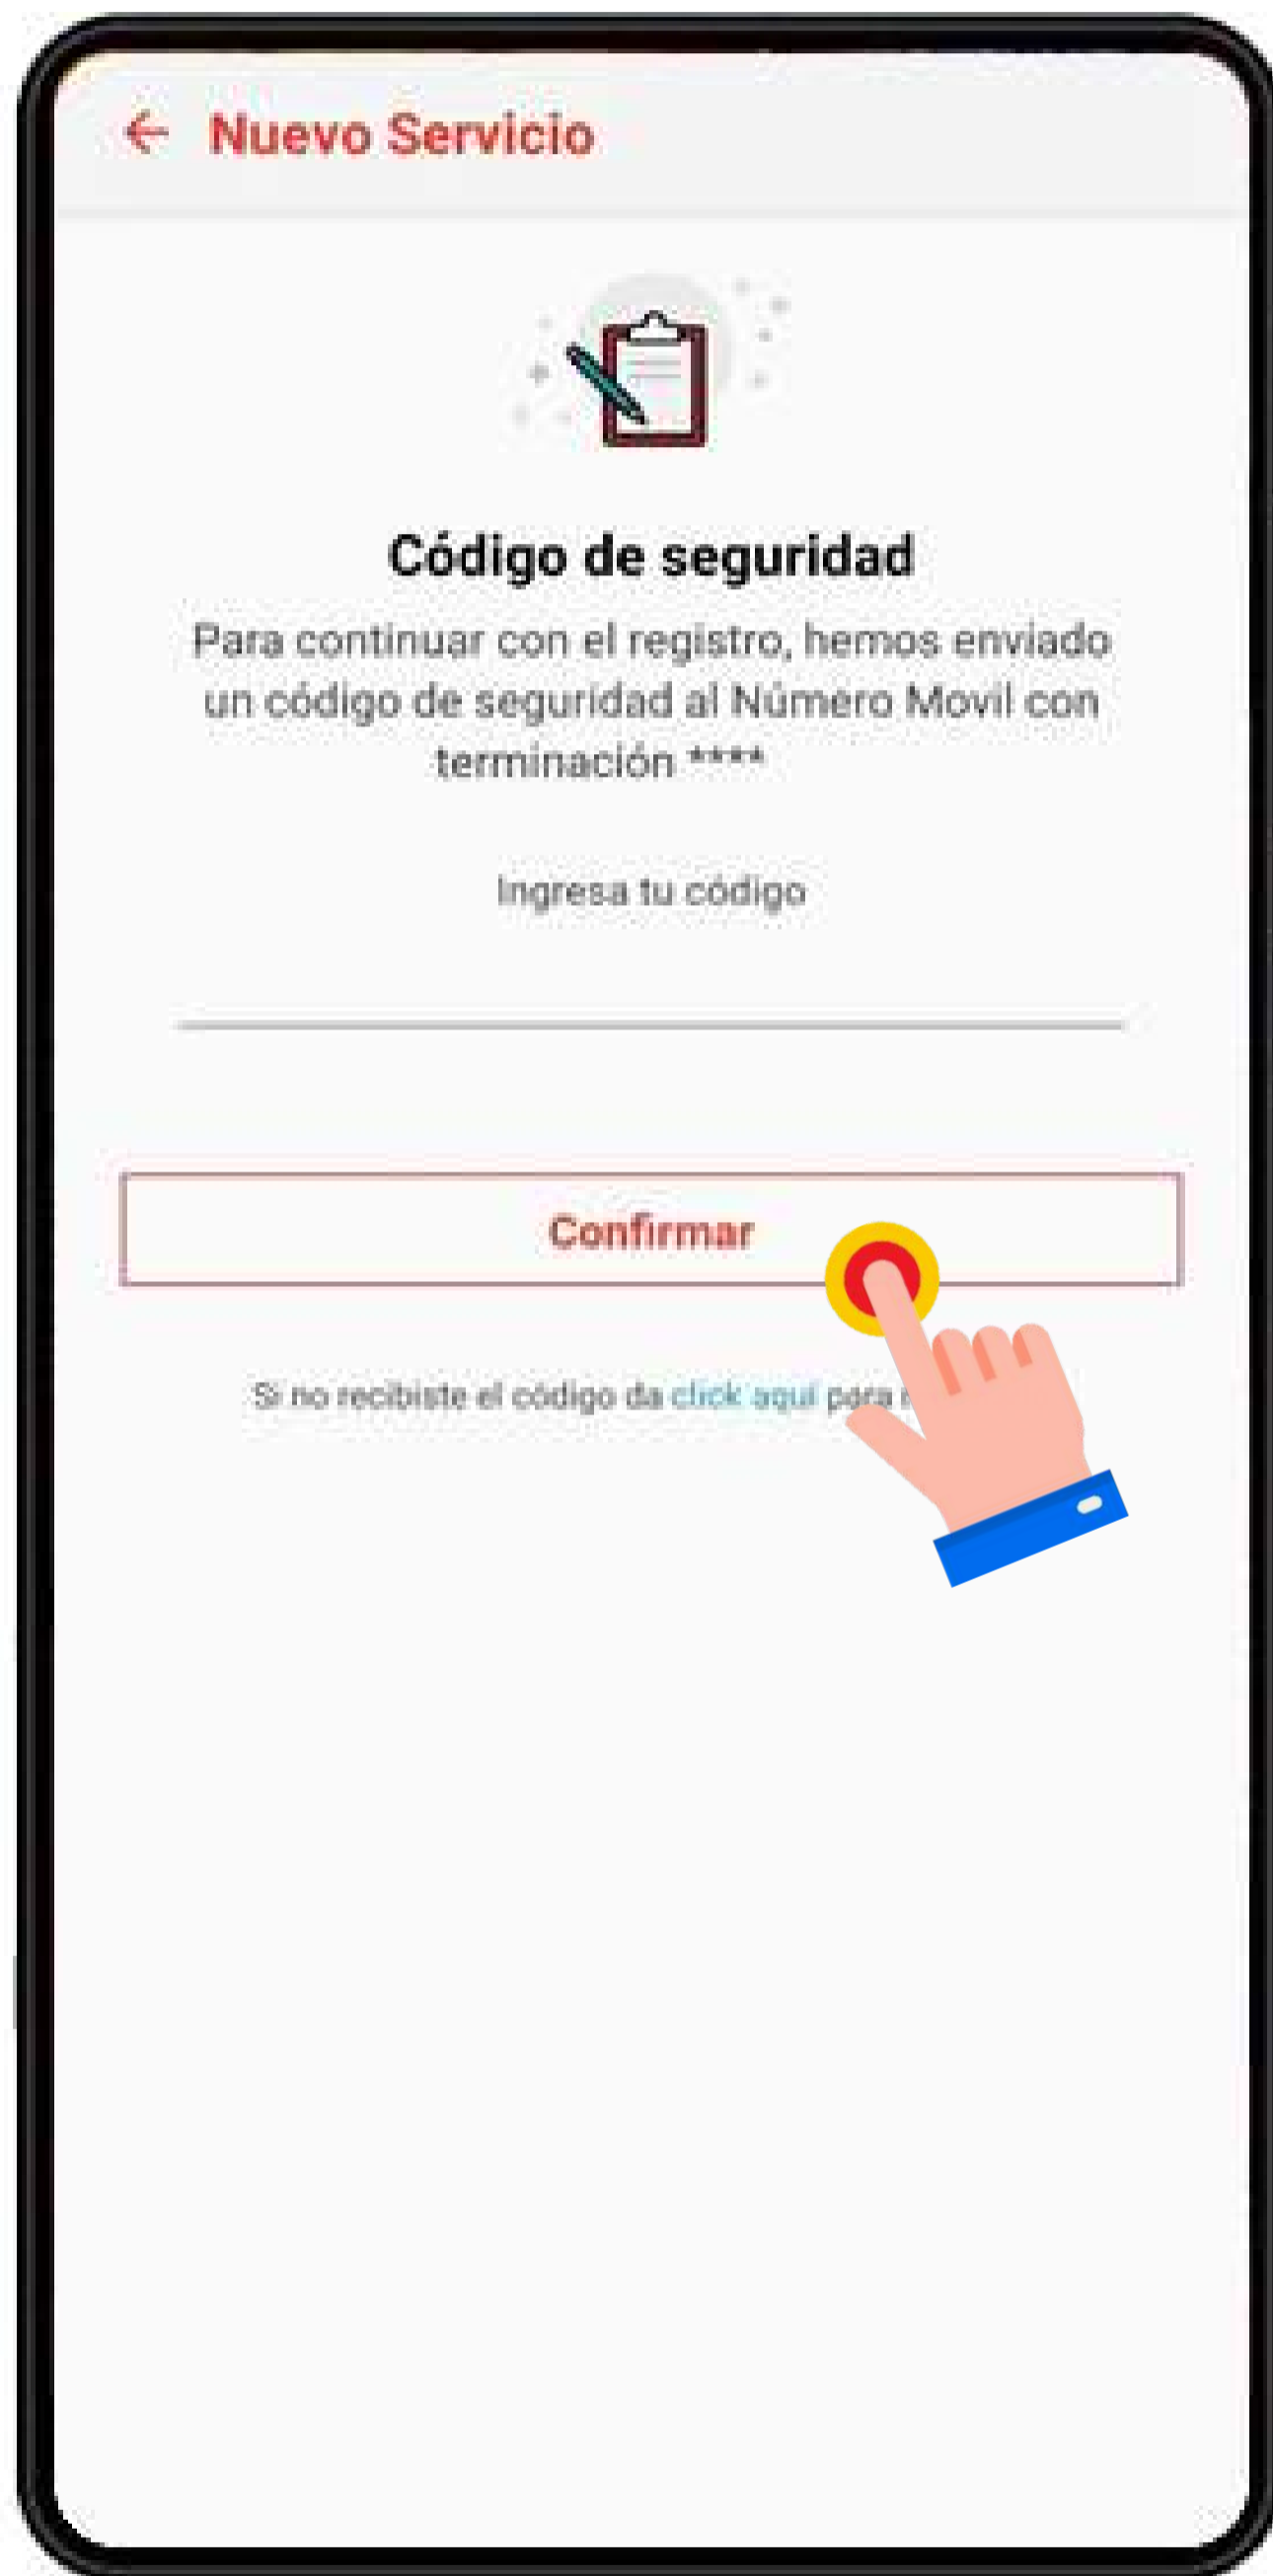 Nuevo Servicio
Código de seguridad
Para continuar con el registro, hemos enviado
un código de seguridad al Número Movil con
terminación ****
Ingresa tu código
Confirmar
Si no recibiste el código da click aquí para